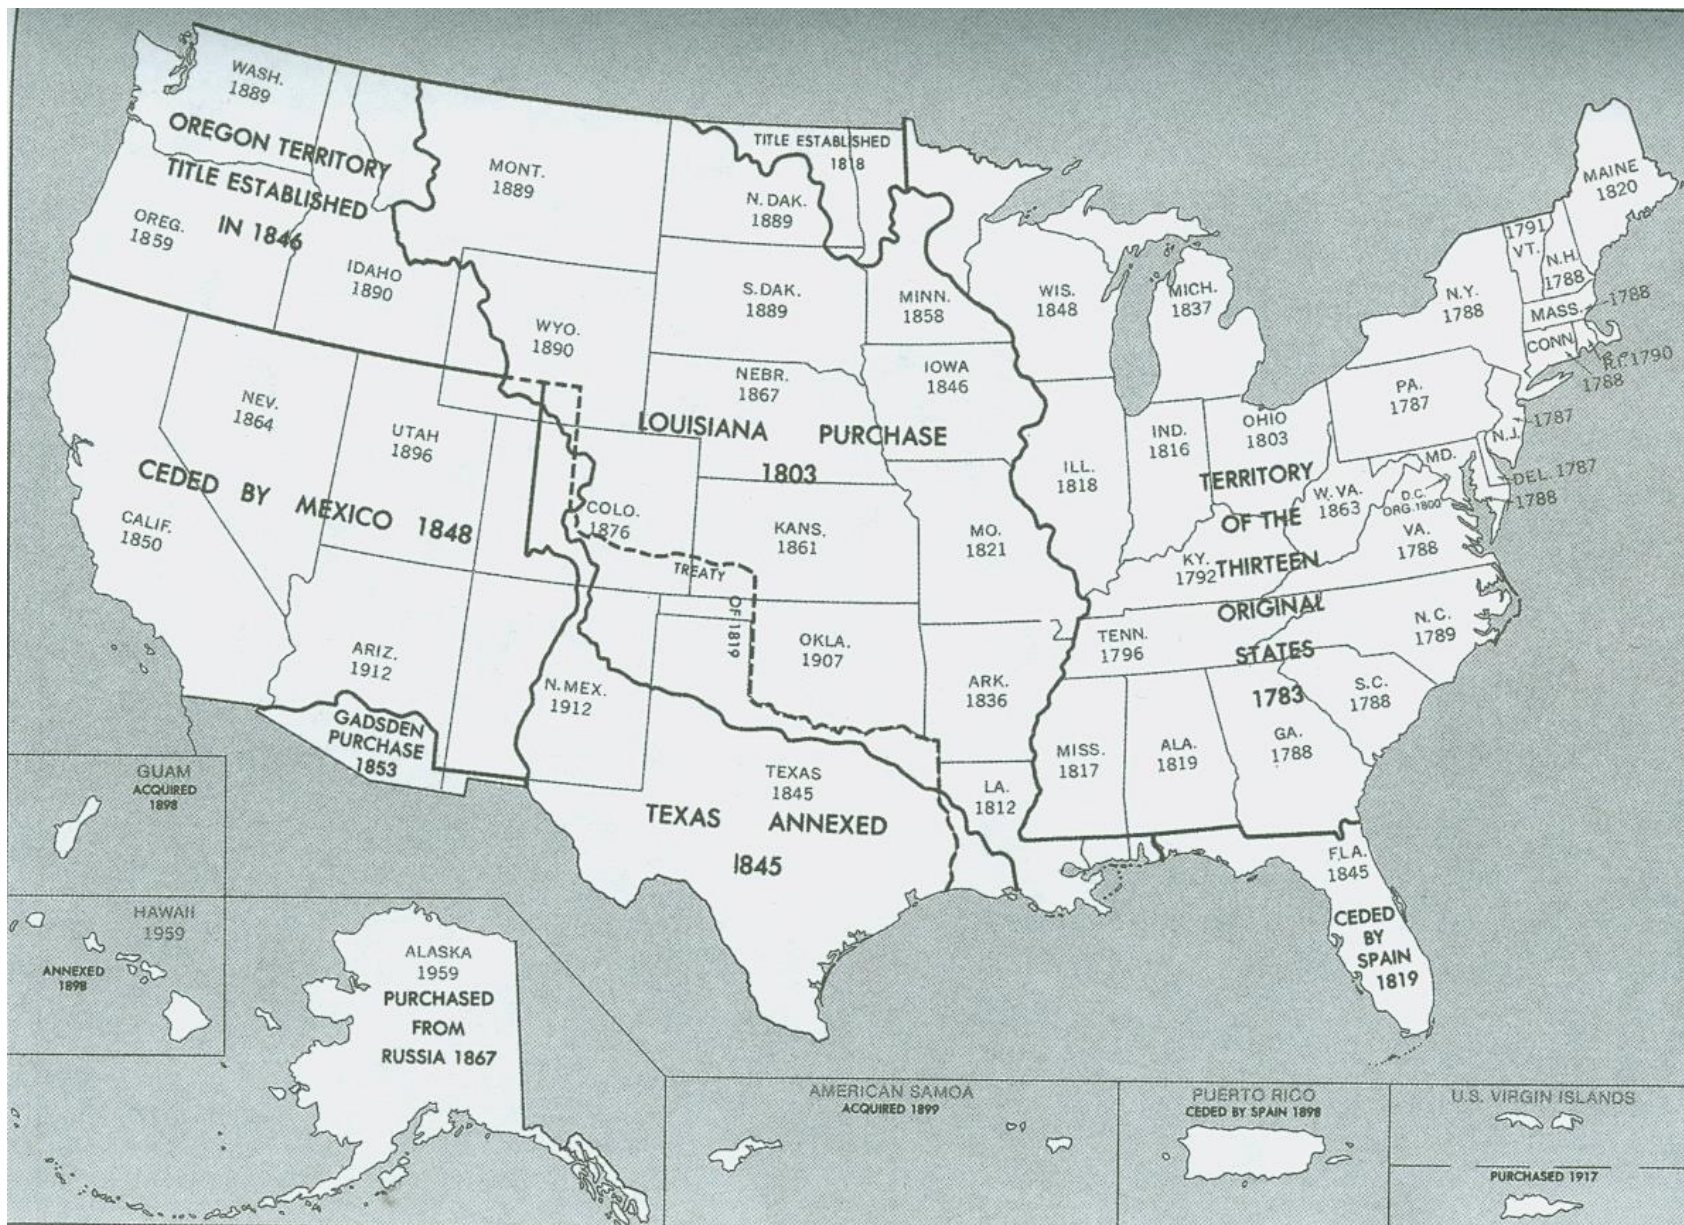 WASH.
1889
OREGON TERRITORY
TITLE ESTABLISHED
IN 1846
OREG.
1859
IDAHO
1890
MONT.
1889
WYO.
1890
TITLE ESTABLISHED
1818
N. DAK.
1889
S. DAK.
1889
NEBR.
1867
LOUISIANA PURCHASE
1803
MINN.
1858
IOWA
1846
WIS.
1848
MICH.
1837
ILL.
1818
IND.
1816
OHIO
1803
TERRITORY
OF THE
THIRTEEN
ORIGINAL
STATES
1783
MAINE
1820
1791
VT.
N.H.
1788
N.Y.
1788
MASS.
1788
CONN.
1788
R.I. 1790
PA.
1787
N.J.
1787
MD.
1788
DEL. 1787
D.C.
ORG. 1800
W. VA.
1863
VA.
1788
KY.
1792
TENN.
1796
N. C.
1789
S.C.
1788
GA.
1788
ALA.
1819
MISS.
1817
FLA.
1845
CEDED
BY
SPAIN
1819
NEV.
1864
UTAH
1896
CEDED BY MEXICO 1848
CALIF.
1850
COLO.
1876
KANS.
1861
MO.
1821
TREATY
OF 1819
OKLA.
1907
ARK.
1836
LA.
1812
ARIZ.
1912
N. MEX.
1912
GADSDEN
PURCHASE
1853
TEXAS
1845
TEXAS ANNEXED
1845
GUAM
ACQUIRED
1898
HAWAII
1959
ANNEXED
1898
ALASKA
1959
PURCHASED
FROM
RUSSIA 1867
AMERICAN SAMOA
ACQUIRED 1899
PUERTO RICO
CEDED BY SPAIN 1898
U.S. VIRGIN ISLANDS
PURCHASED 1917